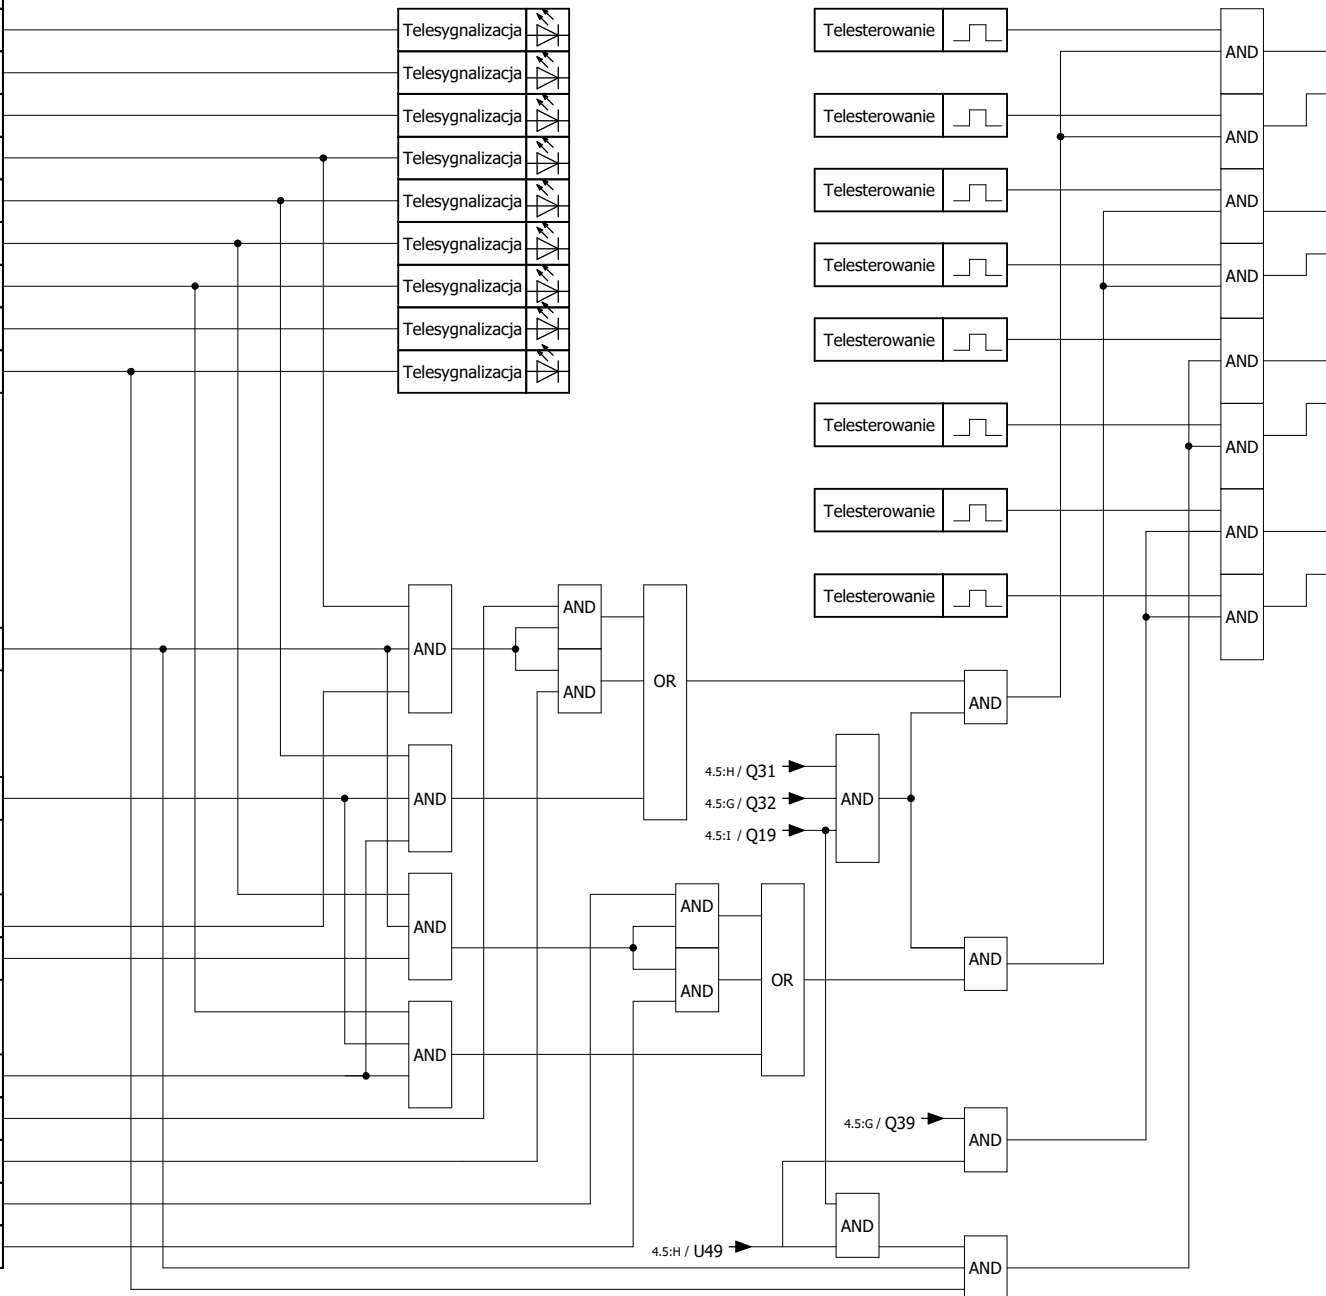 Telesygnalizacja
Telesygnalizacja
Telesygnalizacja
Telesygnalizacja
Telesygnalizacja
Telesygnalizacja
Telesygnalizacja
Telesygnalizacja
Telesygnalizacja
Telesterowanie
Telesterowanie
Telesterowanie
Telesterowanie
Telesterowanie
Telesterowanie
Telesterowanie
Telesterowanie
AND
AND
AND
AND
AND
AND
AND
AND
AND
AND
AND
AND
AND
AND
OR
4.5:H / Q31
4.5:G / Q32
4.5:I / Q19
AND
AND
AND
AND
OR
AND
4.5:G / Q39
AND
4.5:H / U49
AND
AND